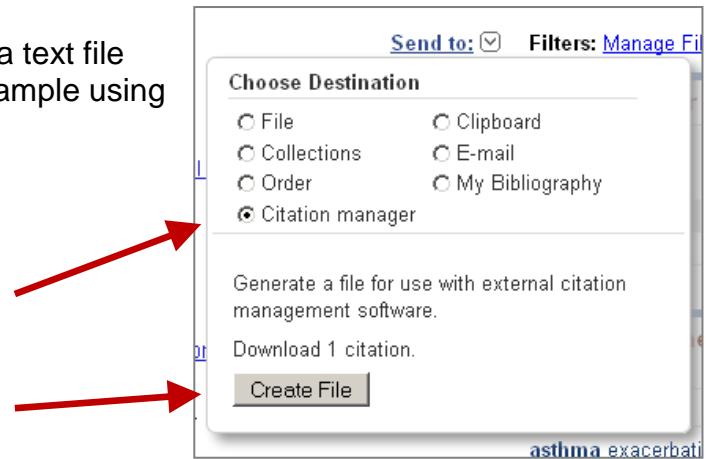 a text file
ample using
Send to: Filters: Manage Fil
Choose Destination
File Clipboard
Collections E-mail
Order My Bibliography
Citation manager
Generate a file for use with external citation
management software.
Download 1 citation.
Create File
asthma exacerbati